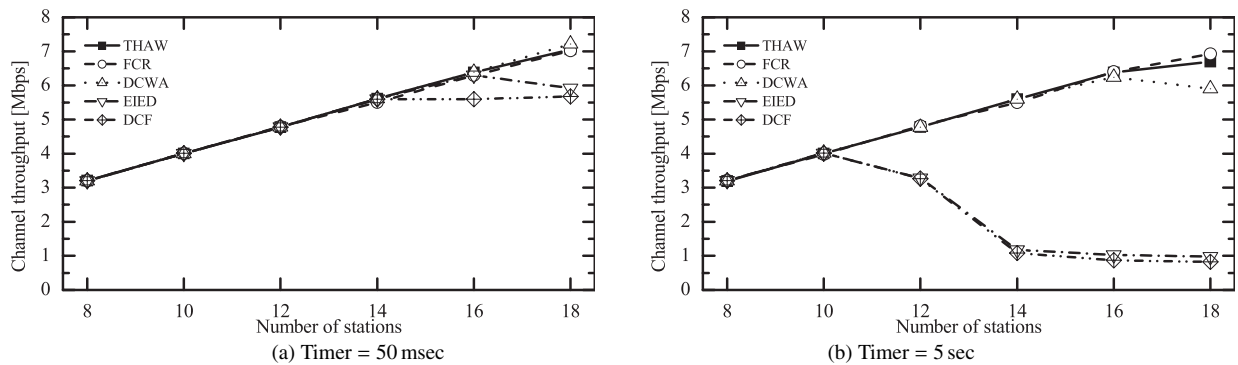 8
7
6
5
4
3
2
1
0
Channel throughput [Mbps]
THAW
FCR
DCWA
EIED
DCF
8 10 12 14 16 18
Number of stations
(a) Timer = 50 msec
8
7
6
5
4
3
2
1
0
Channel throughput [Mbps]
THAW
FCR
DCWA
EIED
DCF
8 10 12 14 16 18
Number of stations
(b) Timer = 5 sec